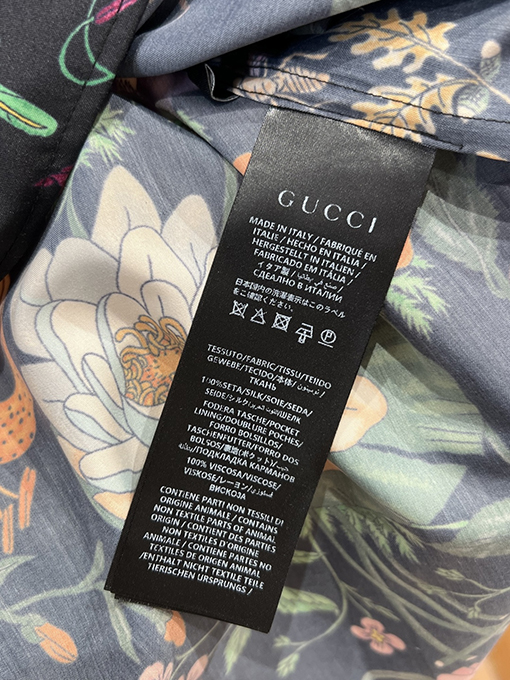 GUCCI
MADE IN ITALY / FABRIQUÉ EN
ITALIE / HECHO EN ITALIA /
HERGESTELLT IN ITALIEN /
FABRICADO EM ITÁLIA /
イタリア製 / صنع في إيطاليا /
СДЕЛАНО В ИТАЛИИ
日本国内の洗濯表示はこのラベル
をご確認ください。
TESSUTO/FABRIC/TISSU/TEJIDO
GEWEBE/TECIDO/本体/
ТКАНЬ
100%SETA/SILK/SOIE/SEDA/
SEIDE/シルク/ШЕЛК
FODERA TASCHE/POCKET
LINING/DOUBLURE POCHES/
FORRO BOLSILLOS/
TASCHENFUTTER/FORRO DOS
BOLSOS/裏地(ポケット)/
/ПОДКЛАДКА КАРМАНОВ
100% VISCOSA/VISCOSE/
VISKOSE/レーヨン/
ВИСКОЗА
CONTIENE PARTI NON TESSILI DI
ORIGINE ANIMALE / CONTAINS
NON TEXTILE PARTS OF ANIMAL
ORIGIN / CONTIENT DES PARTIES
NON TEXTILES D'ORIGINE
ANIMALE / CONTIENE PARTES NO
TEXTILES DE ORIGEN ANIMAL
/ENTHÄLT NICHT TEXTILE TEILE
TIERISCHEN URSPRUNGS /